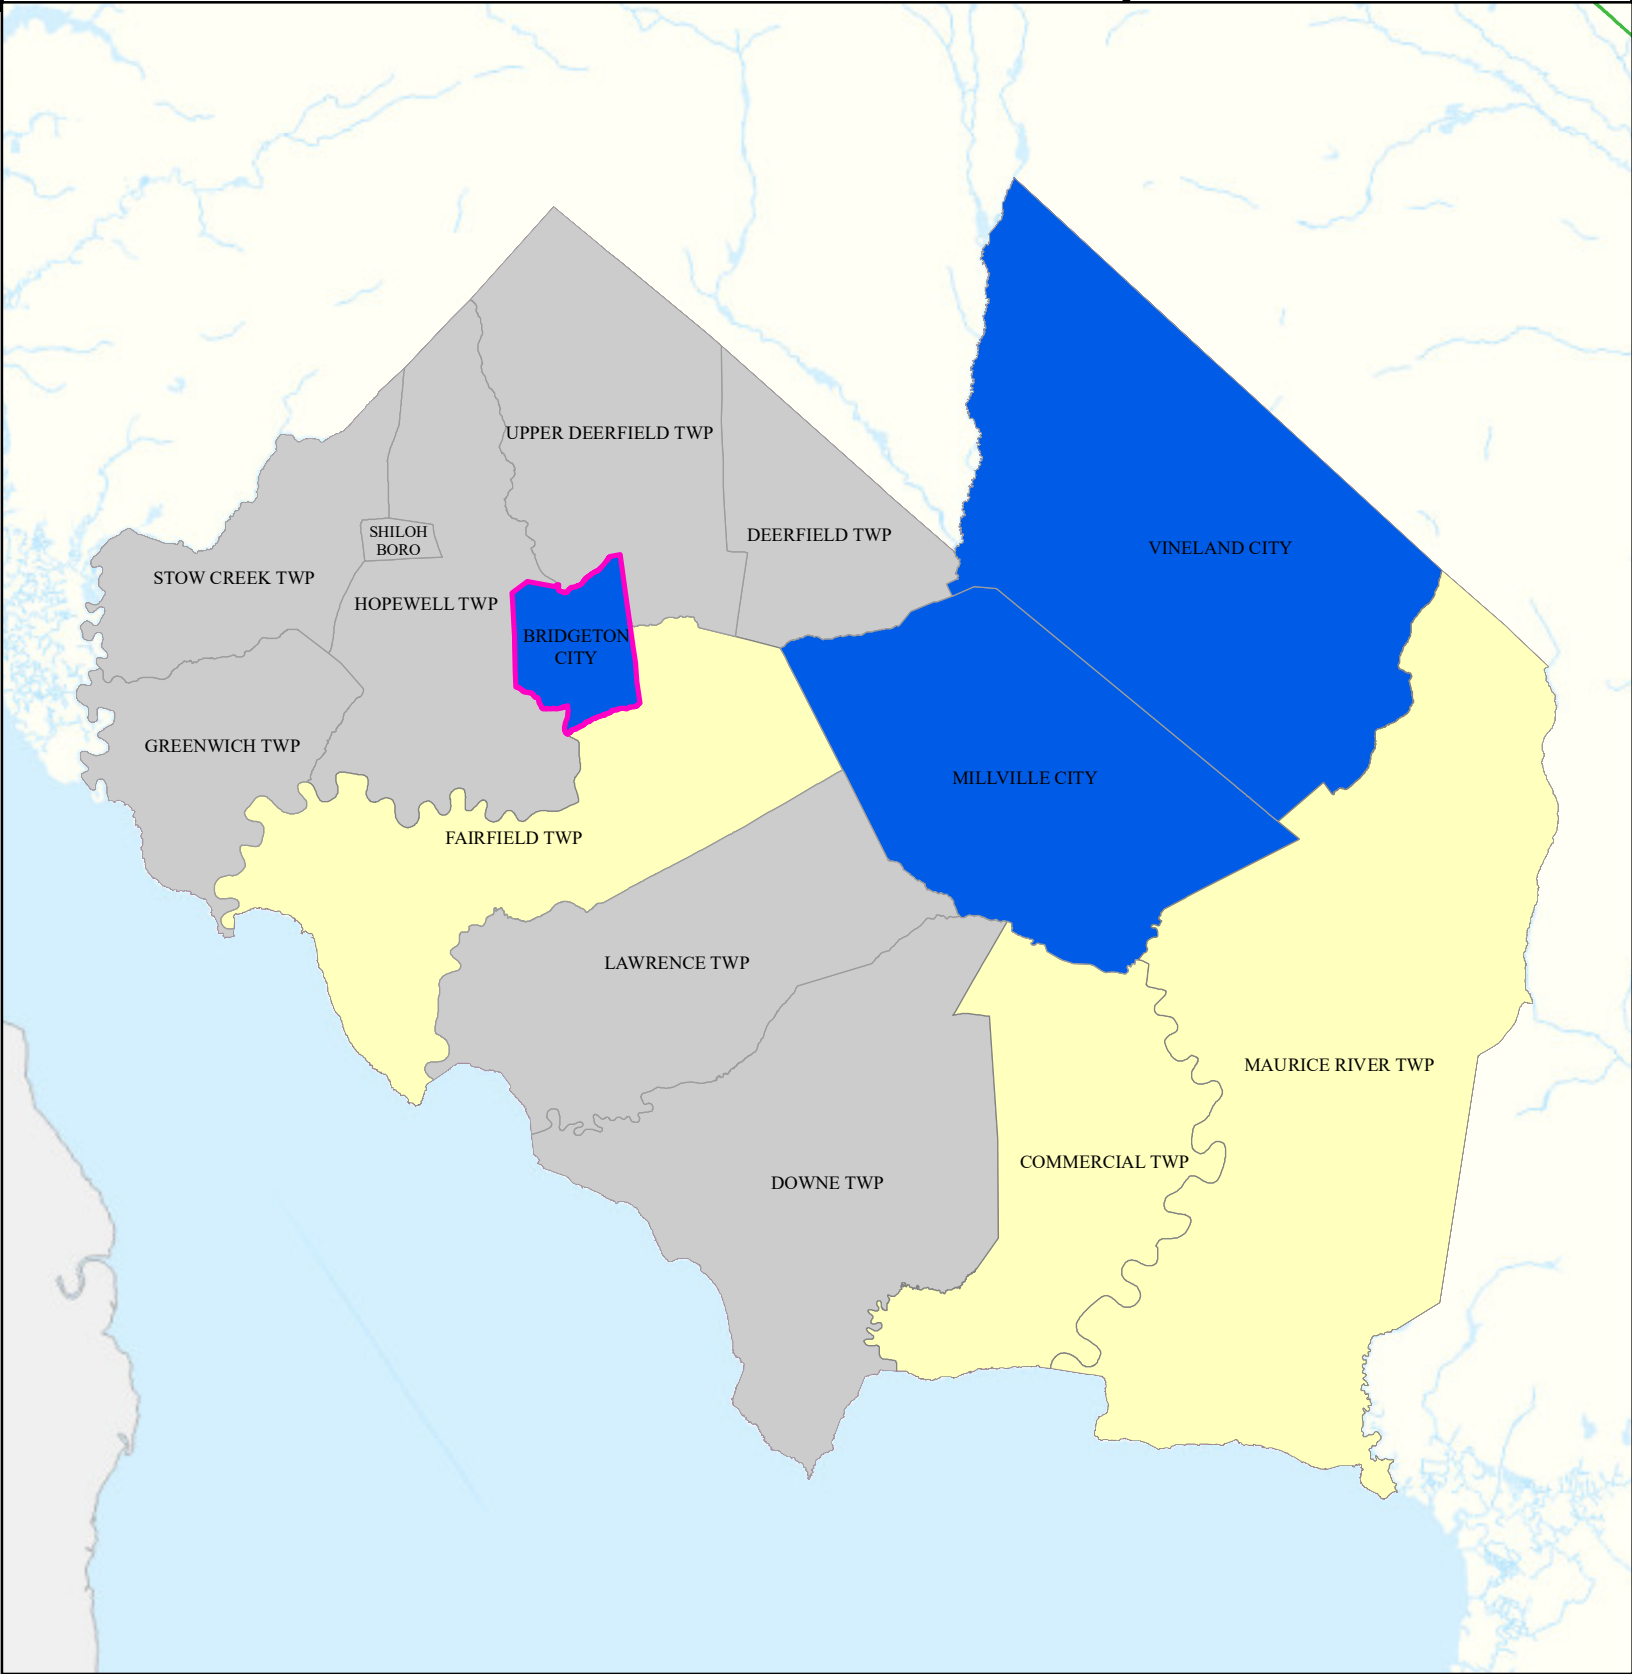 UPPER DEERFIELD TWP
DEERFIELD TWP
SHILOH
BORO
VINELAND CITY
STOW CREEK TWP
HOPEWELL TWP
BRIDGETON
CITY
GREENWICH TWP
MILLVILLE CITY
FAIRFIELD TWP
LAWRENCE TWP
MAURICE RIVER TWP
COMMERCIAL TWP
DOWNE TWP